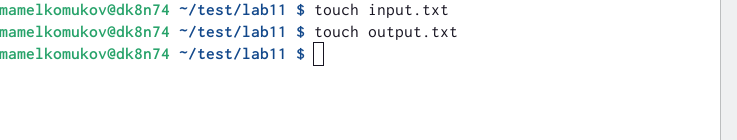 mamelkomukov@dk8n74 ~/test/lab11 $ touch input.txt
mamelkomukov@dk8n74 ~/test/lab11 $ touch output.txt
mamelkomukov@dk8n74 ~/test/lab11 $